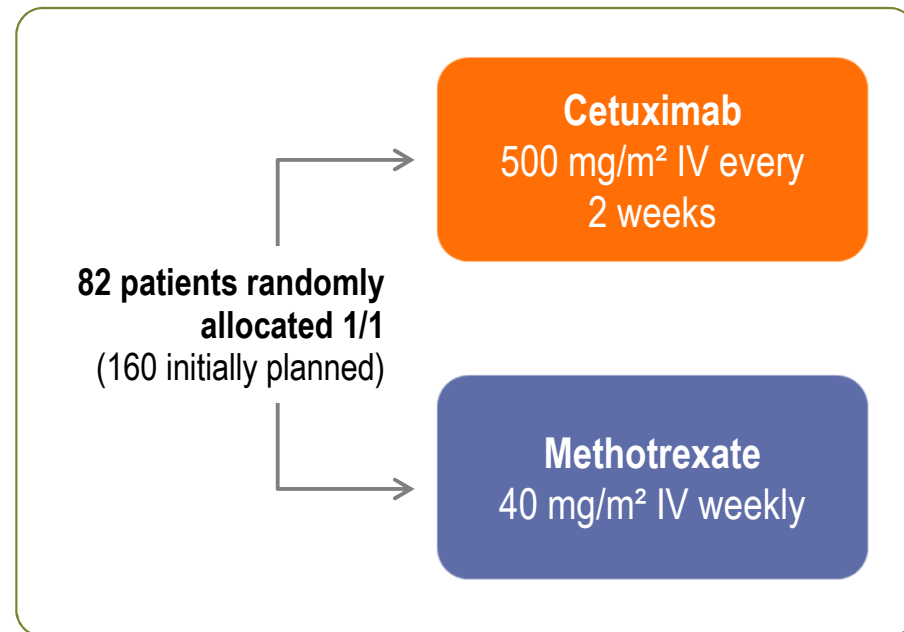 Cetuximab
500 mg/m² IV every
2 weeks
82 patients randomly
allocated 1/1
(160 initially planned)
Methotrexate
40 mg/m² IV weekly